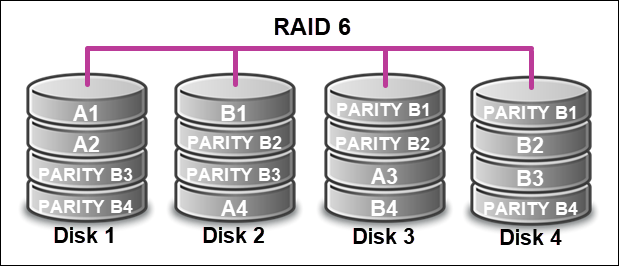 RAID 6
A1
A2
PARITY B3
PARITY B4
Disk 1
B1
PARITY B2
PARITY B3
A4
Disk 2
PARITY B1
PARITY B2
A3
B4
Disk 3
PARITY B1
B2
B3
PARITY B4
Disk 4